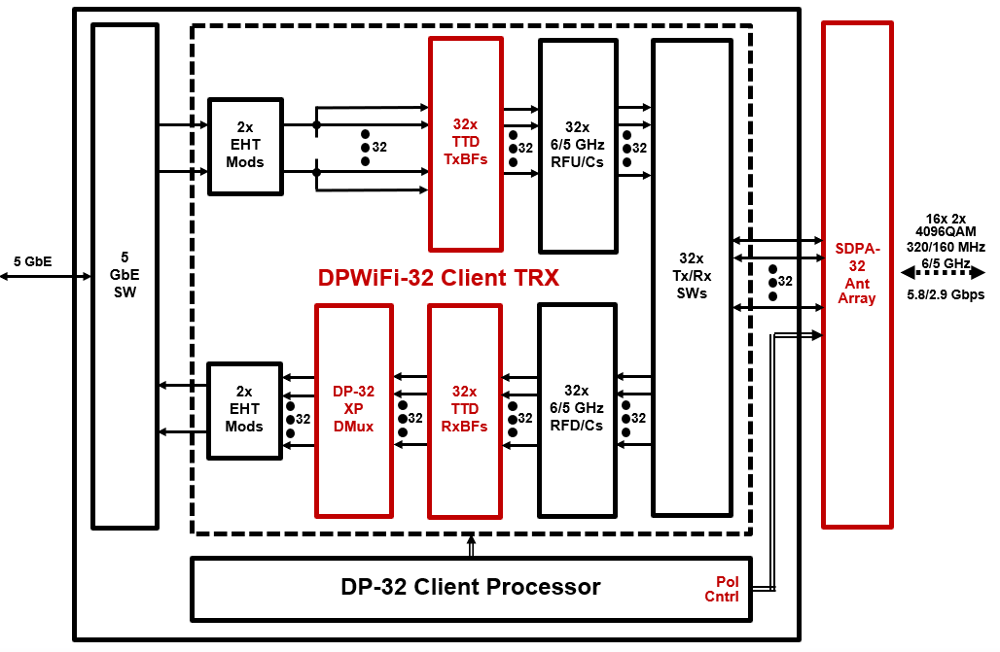 5 GbE
5
GbE
SW
2x
EHT
Mods
32
32x
TTD
TxBFs
32
32x
6/5 GHz
RFU/Cs
32
32x
Tx/Rx
SWs
DPWiFi-32 Client TRX
2x
EHT
Mods
32
DP-32
XP
DMux
32
32x
TTD
RxBFs
32
32x
6/5 GHz
RFD/Cs
32
32
SDPA-
32
Ant
Array
16x 2x
4096QAM
320/160 MHz
6/5 GHz
5.8/2.9 Gbps
DP-32 Client Processor
Pol
Cntrl